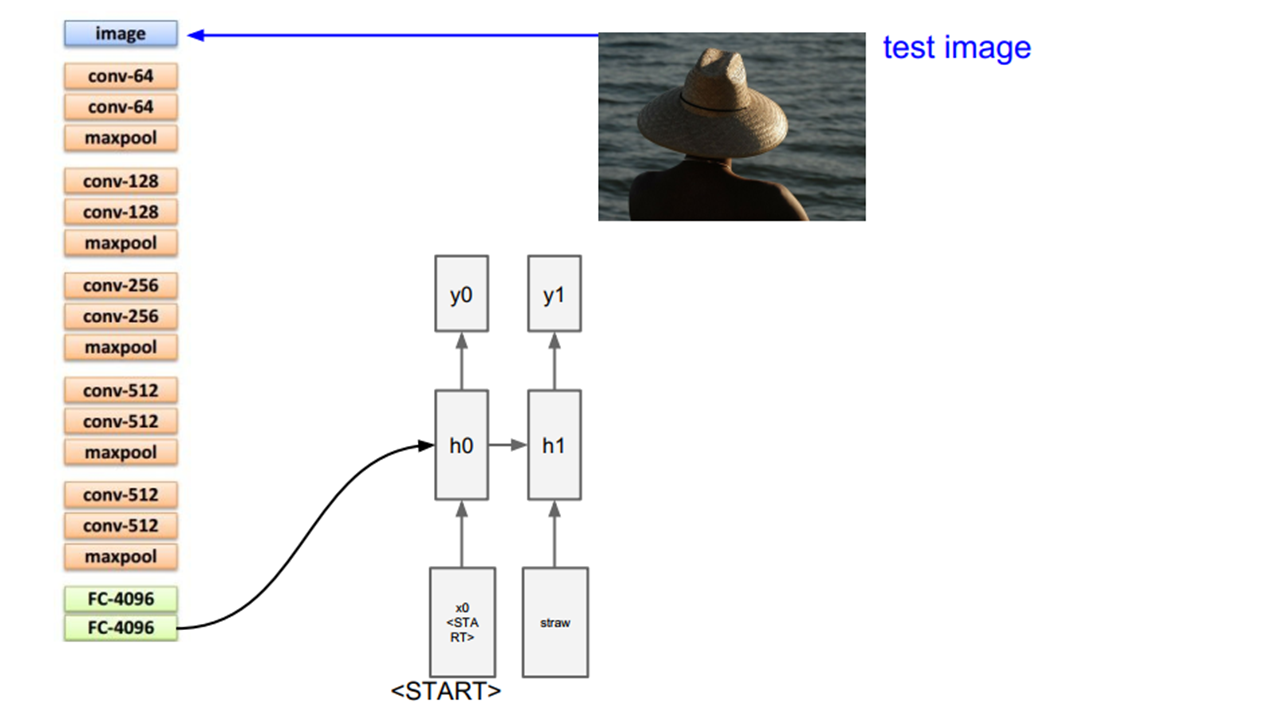 image
test image
conv-64
conv-64
maxpool
conv-128
conv-128
maxpool
conv-256
conv-256
maxpool
conv-512
conv-512
maxpool
conv-512
conv-512
maxpool
FC-4096
FC-4096
y0
y1
h0
h1
x0
<STA
RT>
straw
<START>